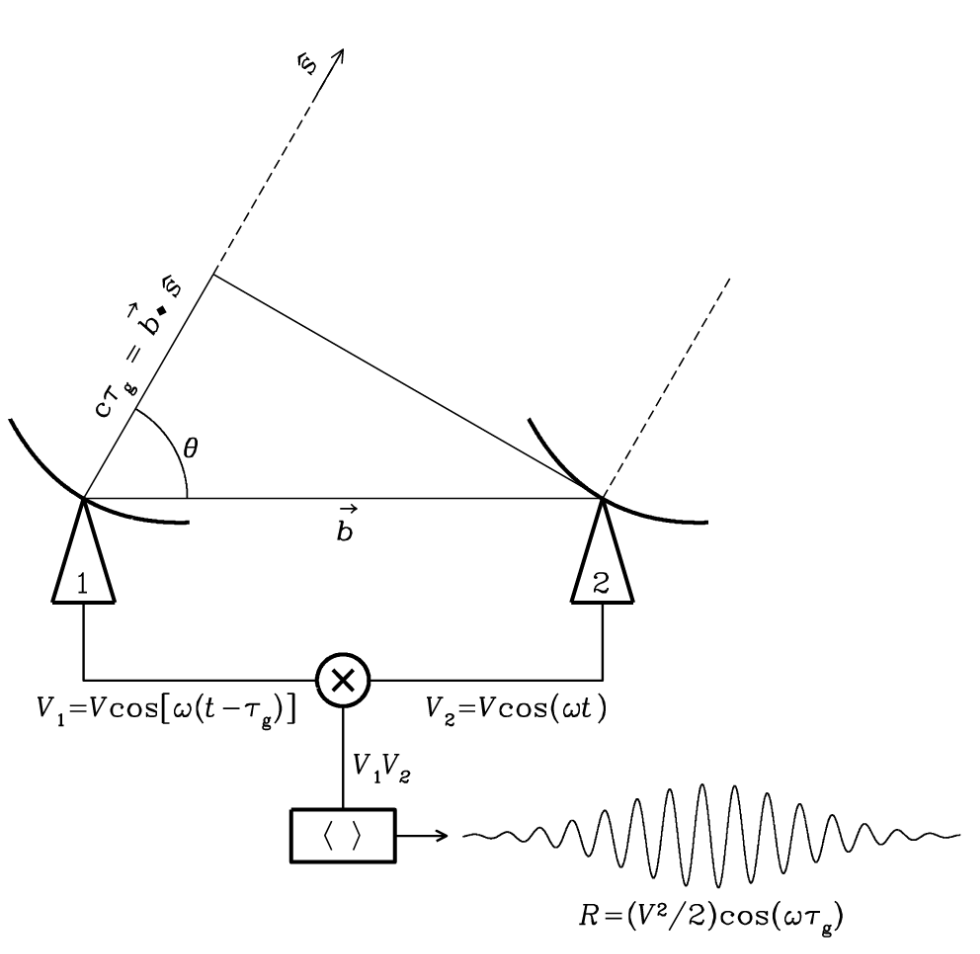 ŝ
cτg = b⃗ • ŝ
θ
b⃗
1
2
V₁=Vcos[ω(t−τg)]
V₂=Vcos(ωt)
V₁V₂
⟨ ⟩
R=(V²/2)cos(ωτg)